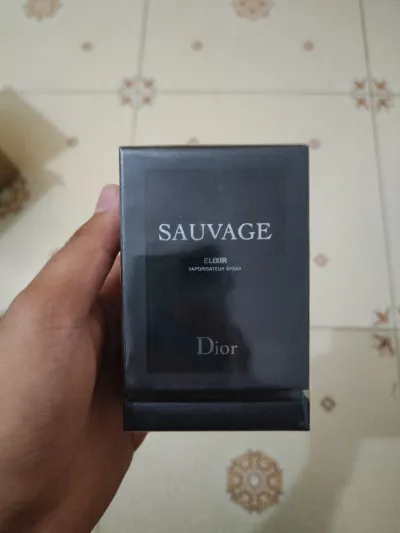 SAUVAGE
ELIXIR
VAPORISATEUR SPRAY
Dior